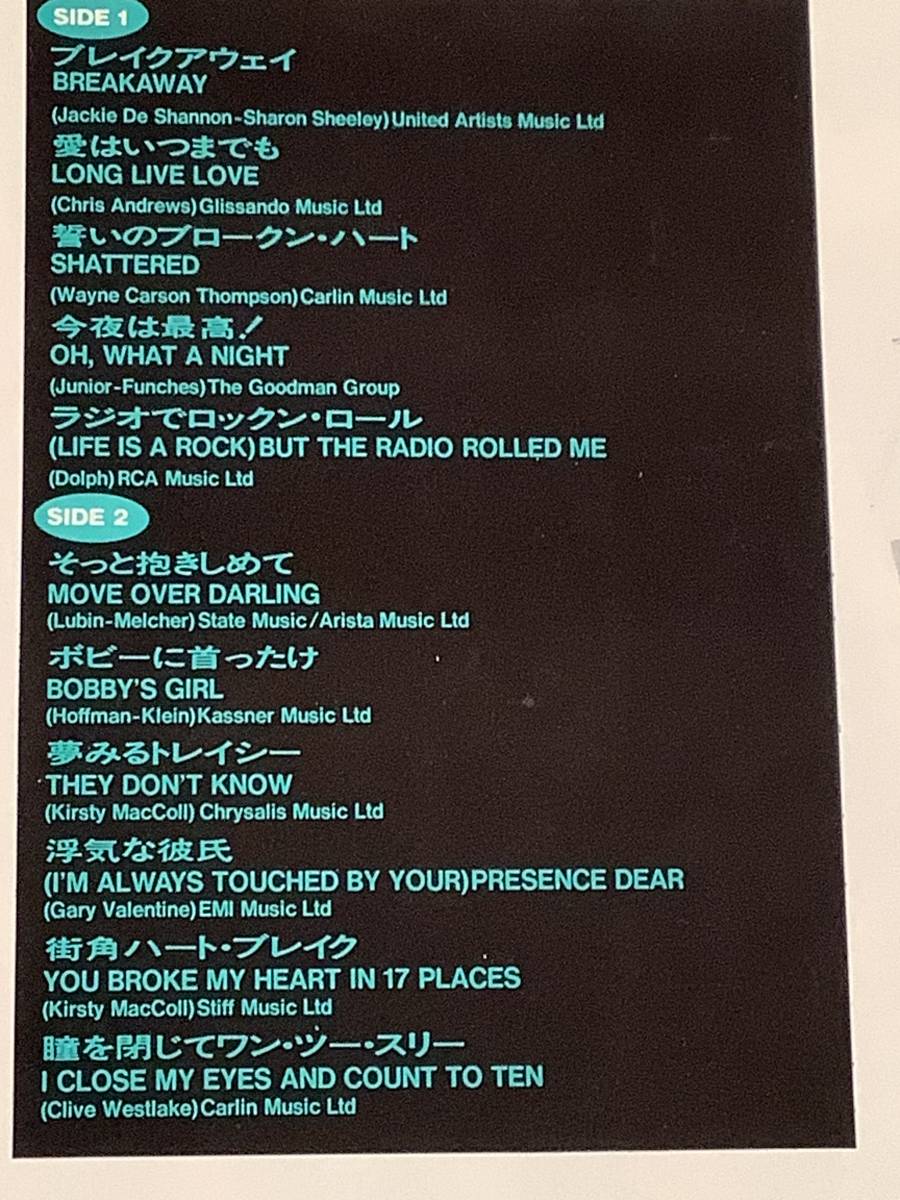 SIDE 1
ブレイクアウェイ
BREAKAWAY
(Jackie De Shannon-Sharon Sheeley)United Artists Music Ltd
愛はいつまでも
LONG LIVE LOVE
(Chris Andrews)Glissando Music Ltd
誓いのブロークン・ハート
SHATTERED
(Wayne Carson Thompson)Carlin Music Ltd
今夜は最高!
OH, WHAT A NIGHT
(Junior-Funches)The Goodman Group
ラジオでロックン・ロール
(LIFE IS A ROCK)BUT THE RADIO ROLLED ME
(Dolph)RCA Music Ltd
SIDE 2
そっと抱きしめて
MOVE OVER DARLING
(Lubin-Melcher)State Music/Arista Music Ltd
ボビーに首ったけ
BOBBY'S GIRL
(Hoffman-Klein)Kassner Music Ltd
夢みるトレイシー
THEY DON'T KNOW
(Kirsty MacColl) Chrysalis Music Ltd
浮気な彼氏
(I'M ALWAYS TOUCHED BY YOUR)PRESENCE DEAR
(Gary Valentine)EMI Music Ltd
街角ハート・ブレイク
YOU BROKE MY HEART IN 17 PLACES
(Kirsty MacColl)Stiff Music Ltd
瞳を閉じてワン・ツー・スリー
I CLOSE MY EYES AND COUNT TO TEN
(Clive Westlake)Carlin Music Ltd